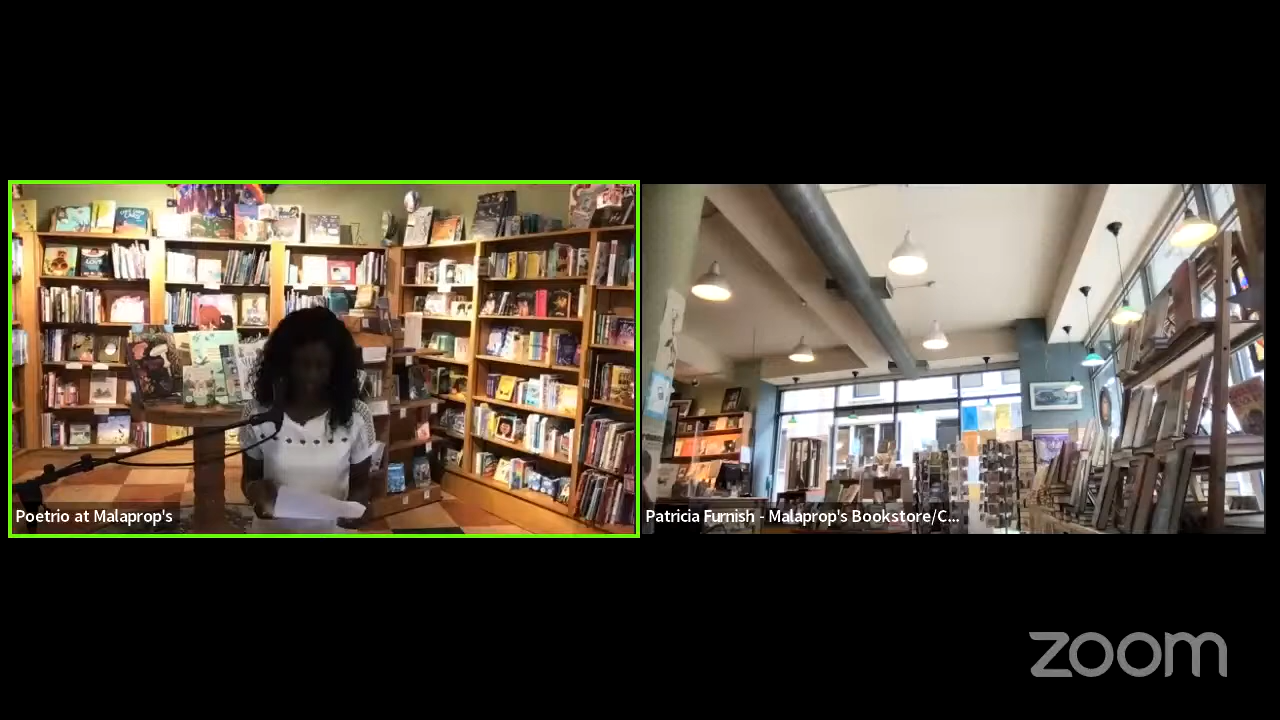 Poetrio at Malaprop's
Patricia Furnish - Malaprop's Bookstore/C...
zoom